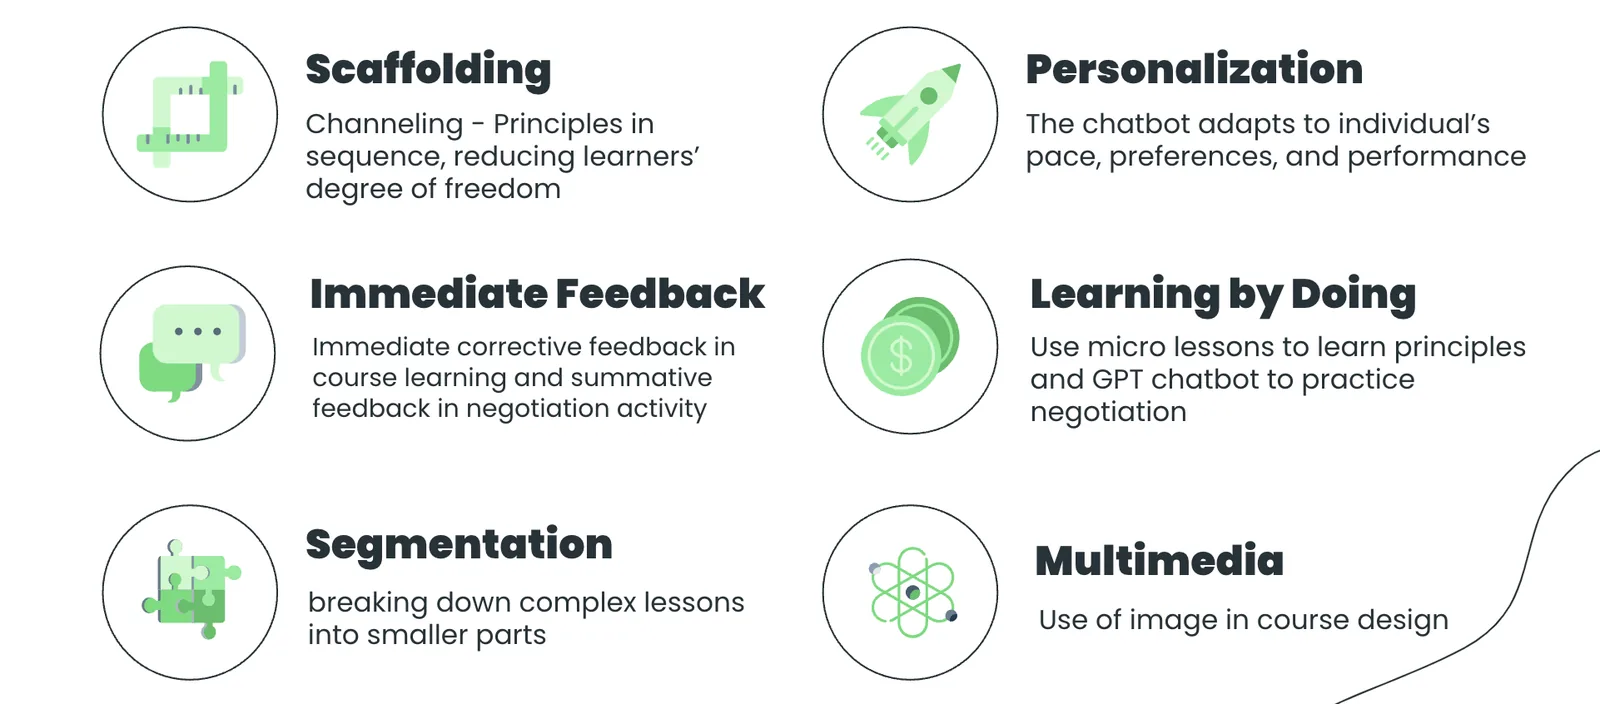 Scaffolding
Channeling - Principles in
sequence, reducing learners’
degree of freedom
Personalization
The chatbot adapts to individual’s
pace, preferences, and performance
Immediate Feedback
Immediate corrective feedback in
course learning and summative
feedback in negotiation activity
Learning by Doing
Use micro lessons to learn principles
and GPT chatbot to practice
negotiation
$
Segmentation
breaking down complex lessons
into smaller parts
Multimedia
Use of image in course design